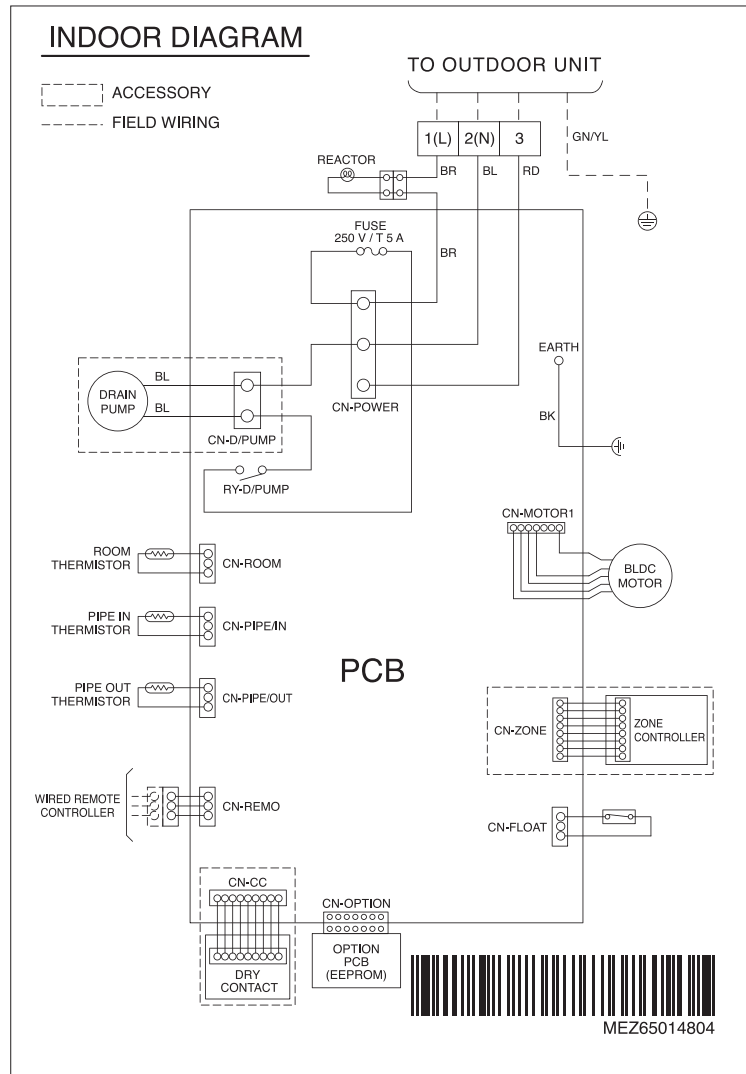 INDOOR DIAGRAM
ACCESSORY
FIELD WIRING
TO OUTDOOR UNIT
1(L) 2(N) 3
GN/YL
REACTOR
BR BL RD
FUSE
250 V / T 5 A
BR
DRAIN
PUMP
BL
BL
CN-D/PUMP
CN-POWER
RY-D/PUMP
EARTH
BK
CN-MOTOR1
BLDC
MOTOR
ROOM
THERMISTOR
CN-ROOM
PIPE IN
THERMISTOR
CN-PIPE/IN
PIPE OUT
THERMISTOR
CN-PIPE/OUT
PCB
CN-ZONE
ZONE
CONTROLLER
WIRED REMOTE
CONTROLLER
CN-REMO
CN-FLOAT
CN-CC
DRY
CONTACT
CN-OPTION
OPTION
PCB
(EEPROM)
MEZ65014804